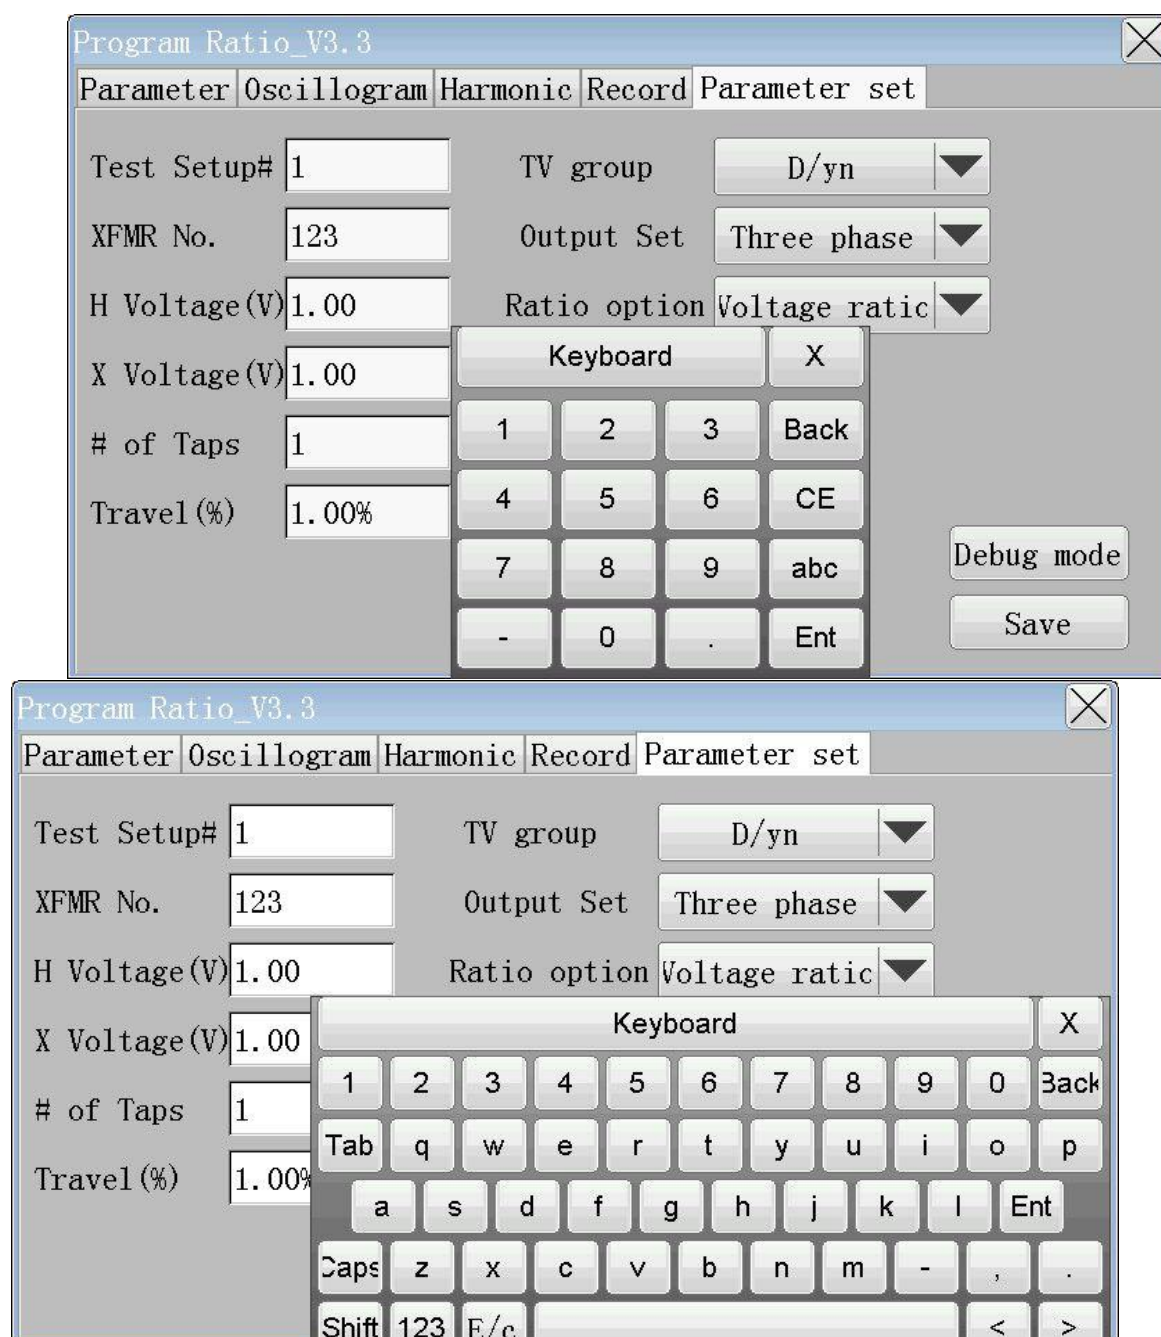 Program Ratio_V3.3
Parameter Oscillogram Harmonic Record Parameter set
Test Setup# 1 TV group D/yn
XFMR No. 123 Output Set Three phase
H Voltage(V) 1.00 Ratio option Voltage ratic
Keyboard X
X Voltage(V) 1.00
1 2 3 Back
# of Taps 1
4 5 6 CE
Travel(%) 1.00%
7 8 9 abc
Debug mode
- 0 . Ent
Save
Program Ratio_V3.3
Parameter Oscillogram Harmonic Record Parameter set
Test Setup# 1 TV group D/yn
XFMR No. 123 Output Set Three phase
H Voltage(V) 1.00 Ratio option Voltage ratic
Keyboard X
X Voltage(V) 1.00
1 2 3 4 5 6 7 8 9 0 Back
# of Taps 1
Tab q w e r t y u i o p
Travel(%) 1.00%
a s d f g h j k l Ent
Caps z x c v b n m - , .
Shift 123 E/c < >